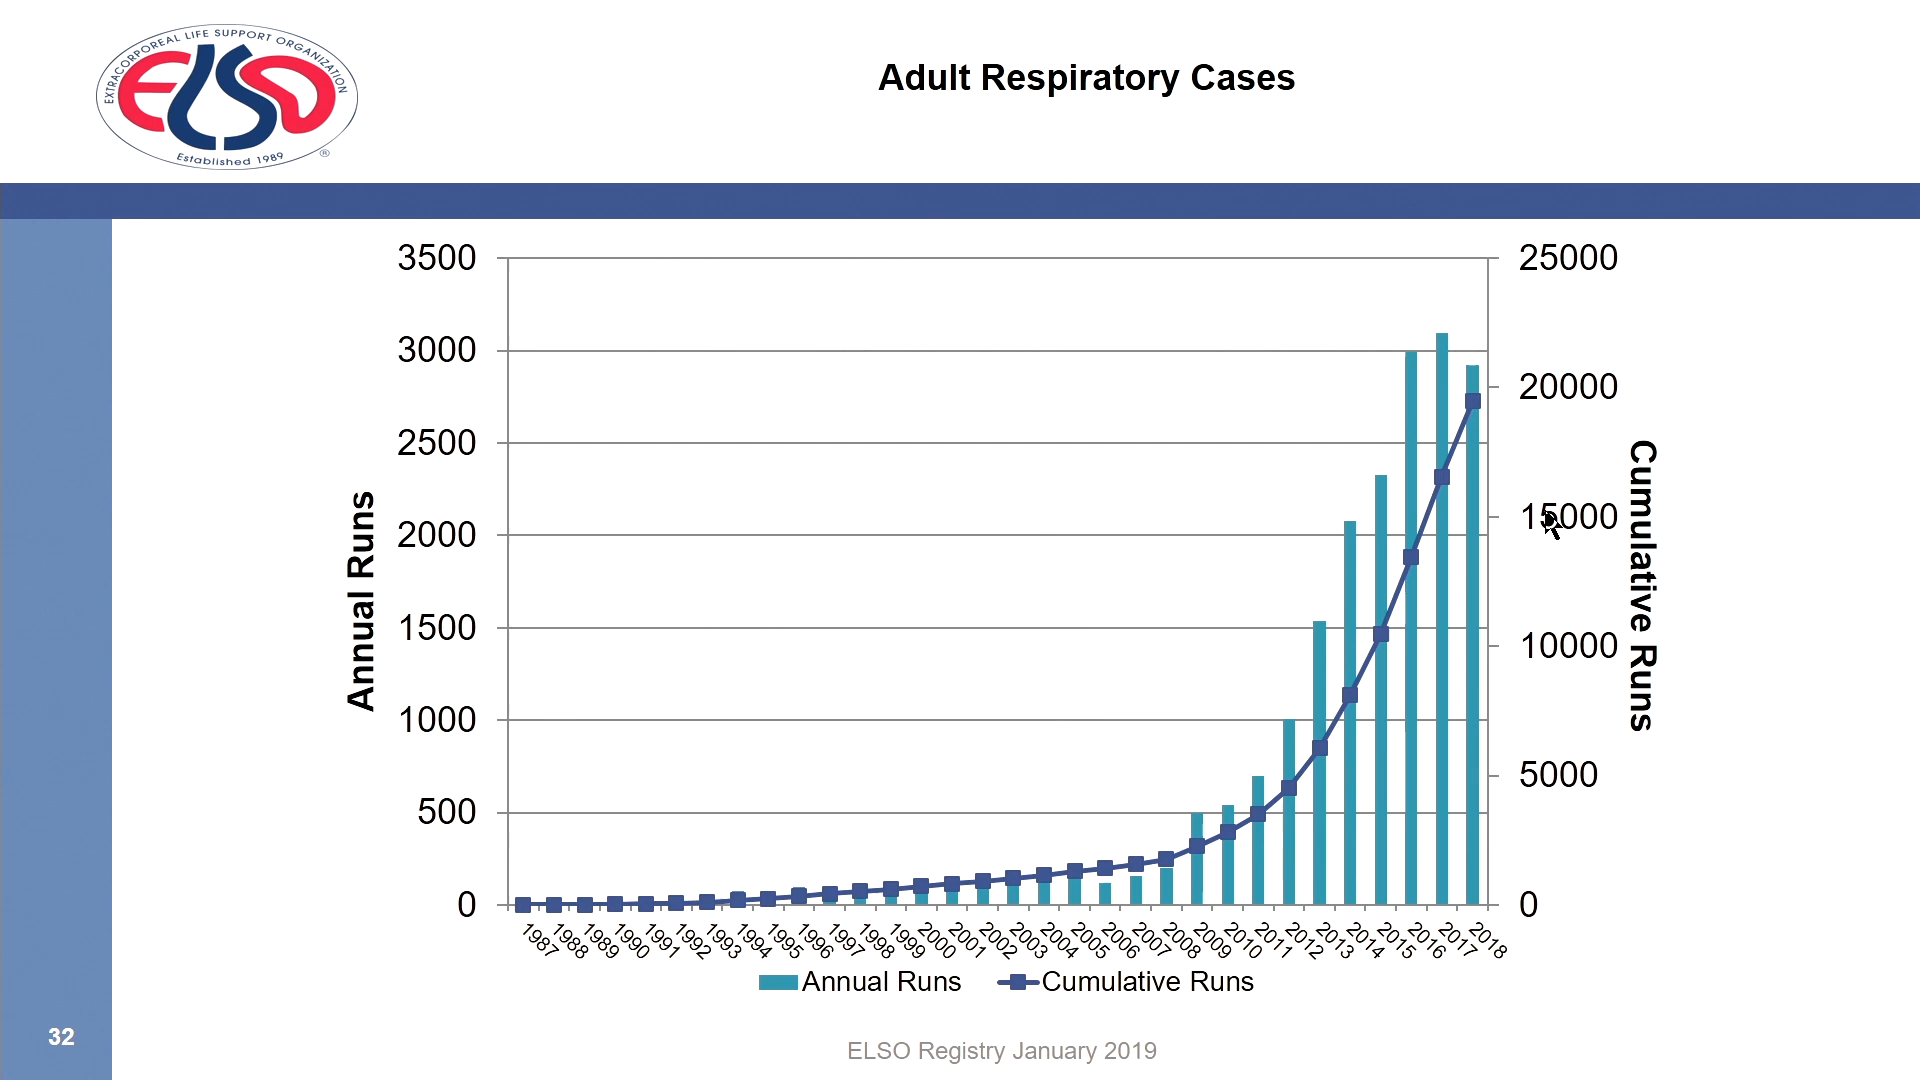 EXTRACORPOREAL LIFE SUPPORT ORGANIZATION
ELSO
Established 1989
®
Adult Respiratory Cases
3500
3000
2500
2000
1500
1000
500
0
Annual Runs
25000
20000
15000
10000
5000
0
Cumulative Runs
1987 1988 1989 1990 1991 1992 1993 1994 1995 1996 1997 1998 1999 2000 2001 2002 2003 2004 2005 2006 2007 2008 2009 2010 2011 2012 2013 2014 2015 2016 2017 2018
Annual Runs Cumulative Runs
32
ELSO Registry January 2019